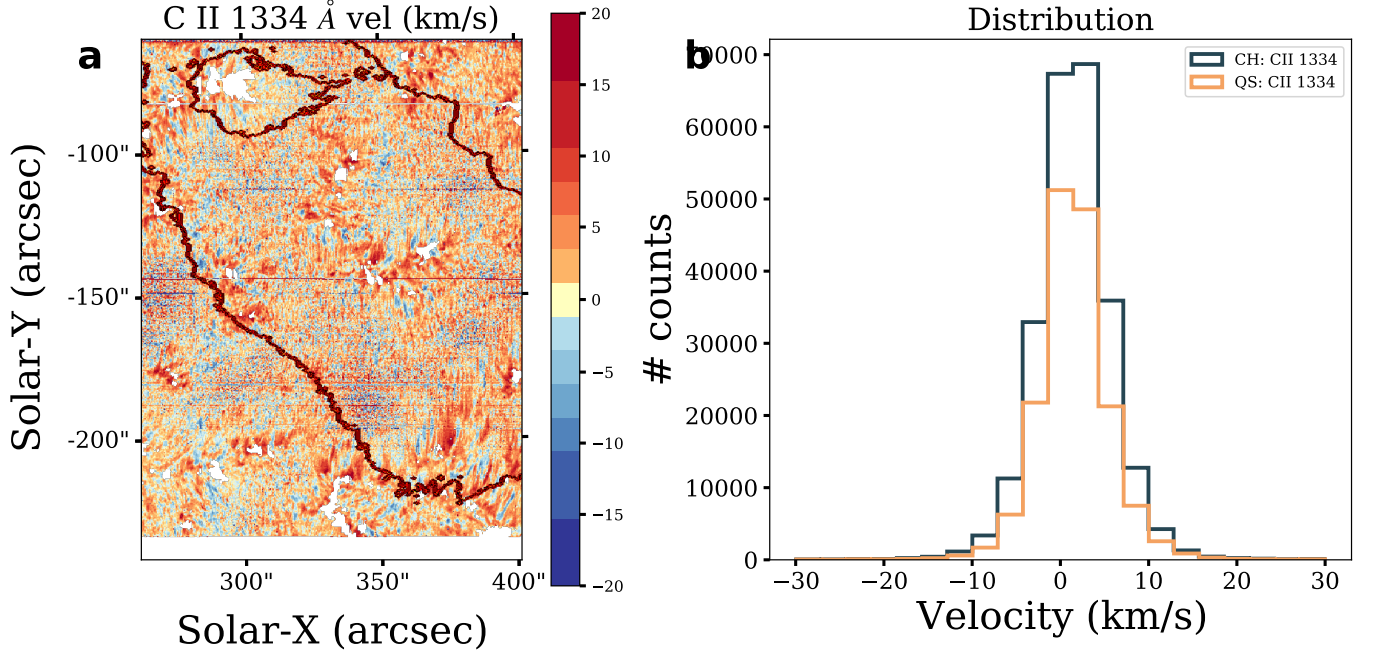 C II 1334 Å vel (km/s)
a
Solar-Y (arcsec)
-100"
-150"
-200"
300"
350"
400"
Solar-X (arcsec)
20
15
10
5
0
−5
−10
−15
−20
Distribution
b
CH: CII 1334
QS: CII 1334
# counts
60000
50000
40000
30000
20000
10000
0
−30
−20
−10
0
10
20
30
Velocity (km/s)